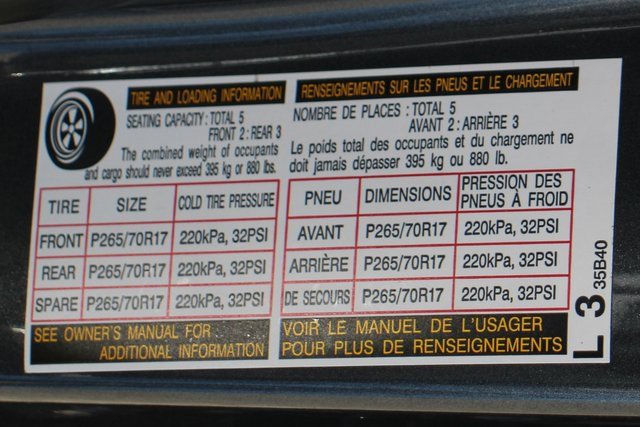 TIRE AND LOADING INFORMATION
SEATING CAPACITY: TOTAL 5
FRONT 2: REAR 3
The combined weight of occupants
and cargo should never exceed 395 kg or 880 lbs.
TIRE SIZE COLD TIRE PRESSURE
FRONT P265/70R17 220kPa, 32PSI
REAR P265/70R17 220kPa, 32PSI
SPARE P265/70R17 220kPa, 32PSI
SEE OWNER'S MANUAL FOR
ADDITIONAL INFORMATION
RENSEIGNEMENTS SUR LES PNEUS ET LE CHARGEMENT
NOMBRE DE PLACES : TOTAL 5
AVANT 2 : ARRIÈRE 3
Le poids total des occupants et du chargement ne
doit jamais dépasser 395 kg ou 880 lb.
PNEU DIMENSIONS PRESSION DES
PNEUS À FROID
AVANT P265/70R17 220kPa, 32PSI
ARRIÈRE P265/70R17 220kPa, 32PSI
DE SECOURS P265/70R17 220kPa, 32PSI
VOIR LE MANUEL DE L'USAGER
POUR PLUS DE RENSEIGNEMENTS
L 3 35B40